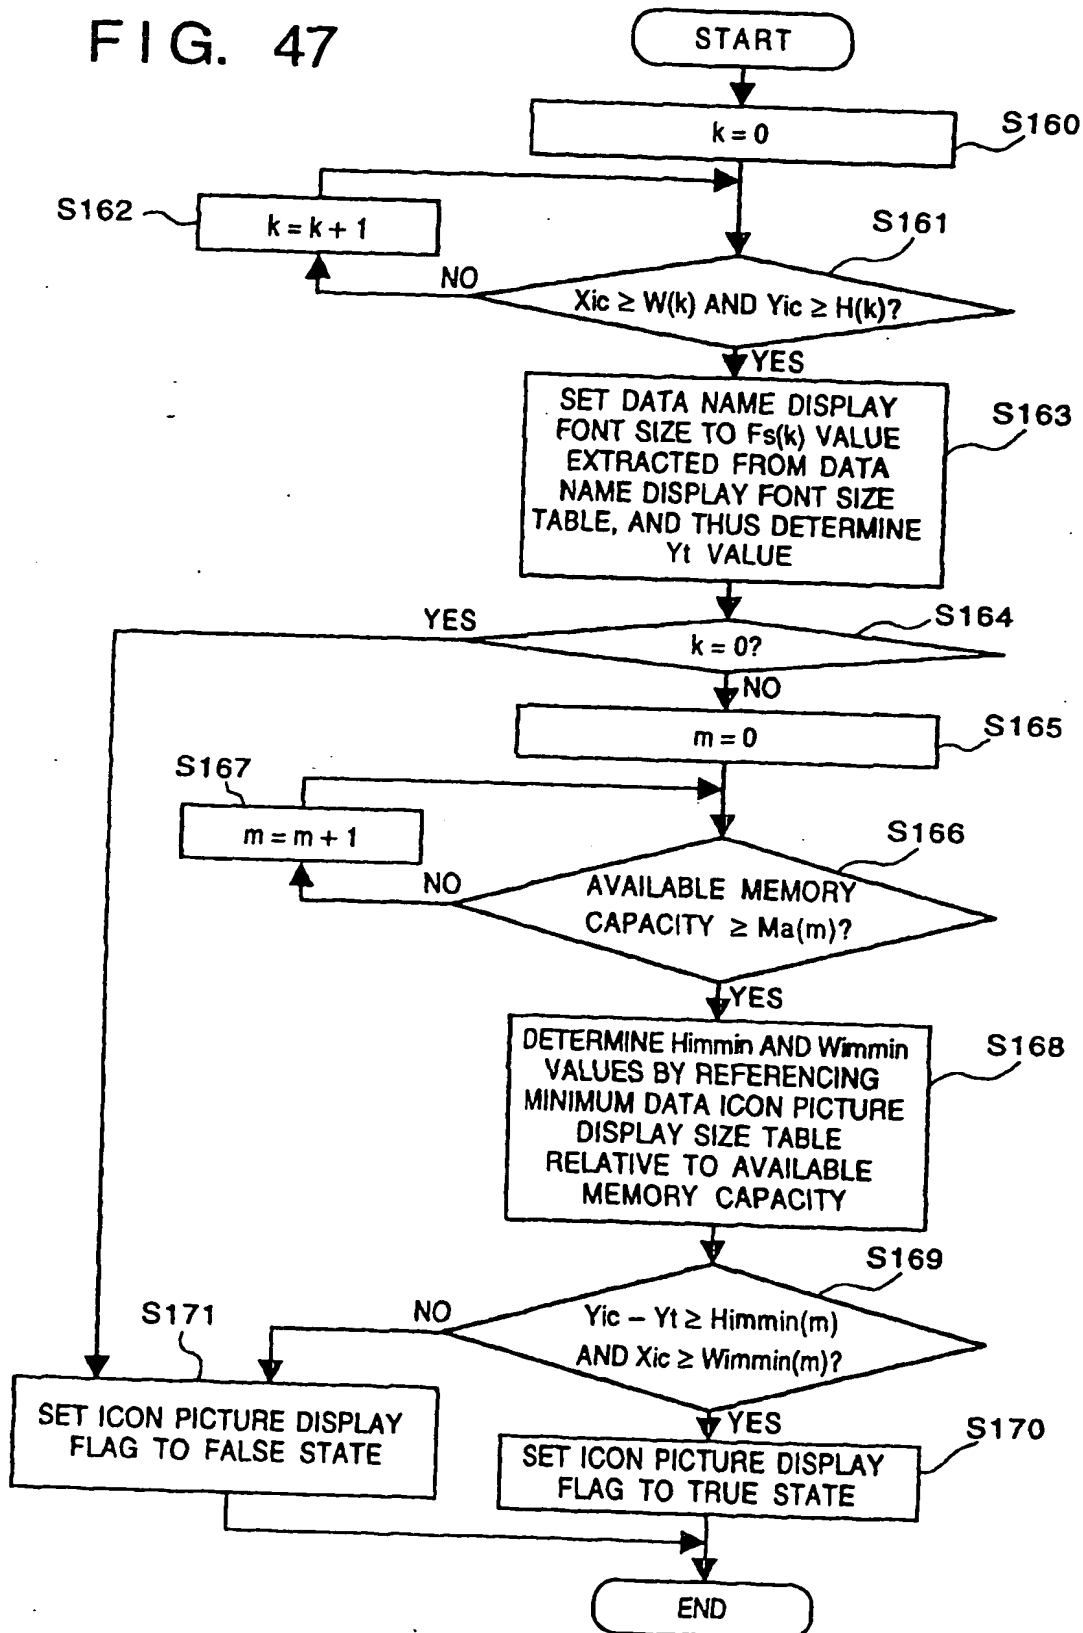 FIG. 47
START
k = 0
S160
S162
k = k + 1
S161
NO
Xic ≥ W(k) AND Yic ≥ H(k)?
YES
SET DATA NAME DISPLAY
FONT SIZE TO Fs(k) VALUE
EXTRACTED FROM DATA
NAME DISPLAY FONT SIZE
TABLE, AND THUS DETERMINE
Yt VALUE
S163
YES
S164
k = 0?
NO
m = 0
S165
S167
m = m + 1
S166
NO
AVAILABLE MEMORY
CAPACITY ≥ Ma(m)?
YES
DETERMINE Himmin AND Wimmin
VALUES BY REFERENCING
MINIMUM DATA ICON PICTURE
DISPLAY SIZE TABLE
RELATIVE TO AVAILABLE
MEMORY CAPACITY
S168
S169
NO
Yic – Yt ≥ Himmin(m)
AND Xic ≥ Wimmin(m)?
S171
YES
SET ICON PICTURE DISPLAY
FLAG TO FALSE STATE
SET ICON PICTURE DISPLAY
FLAG TO TRUE STATE
S170
END